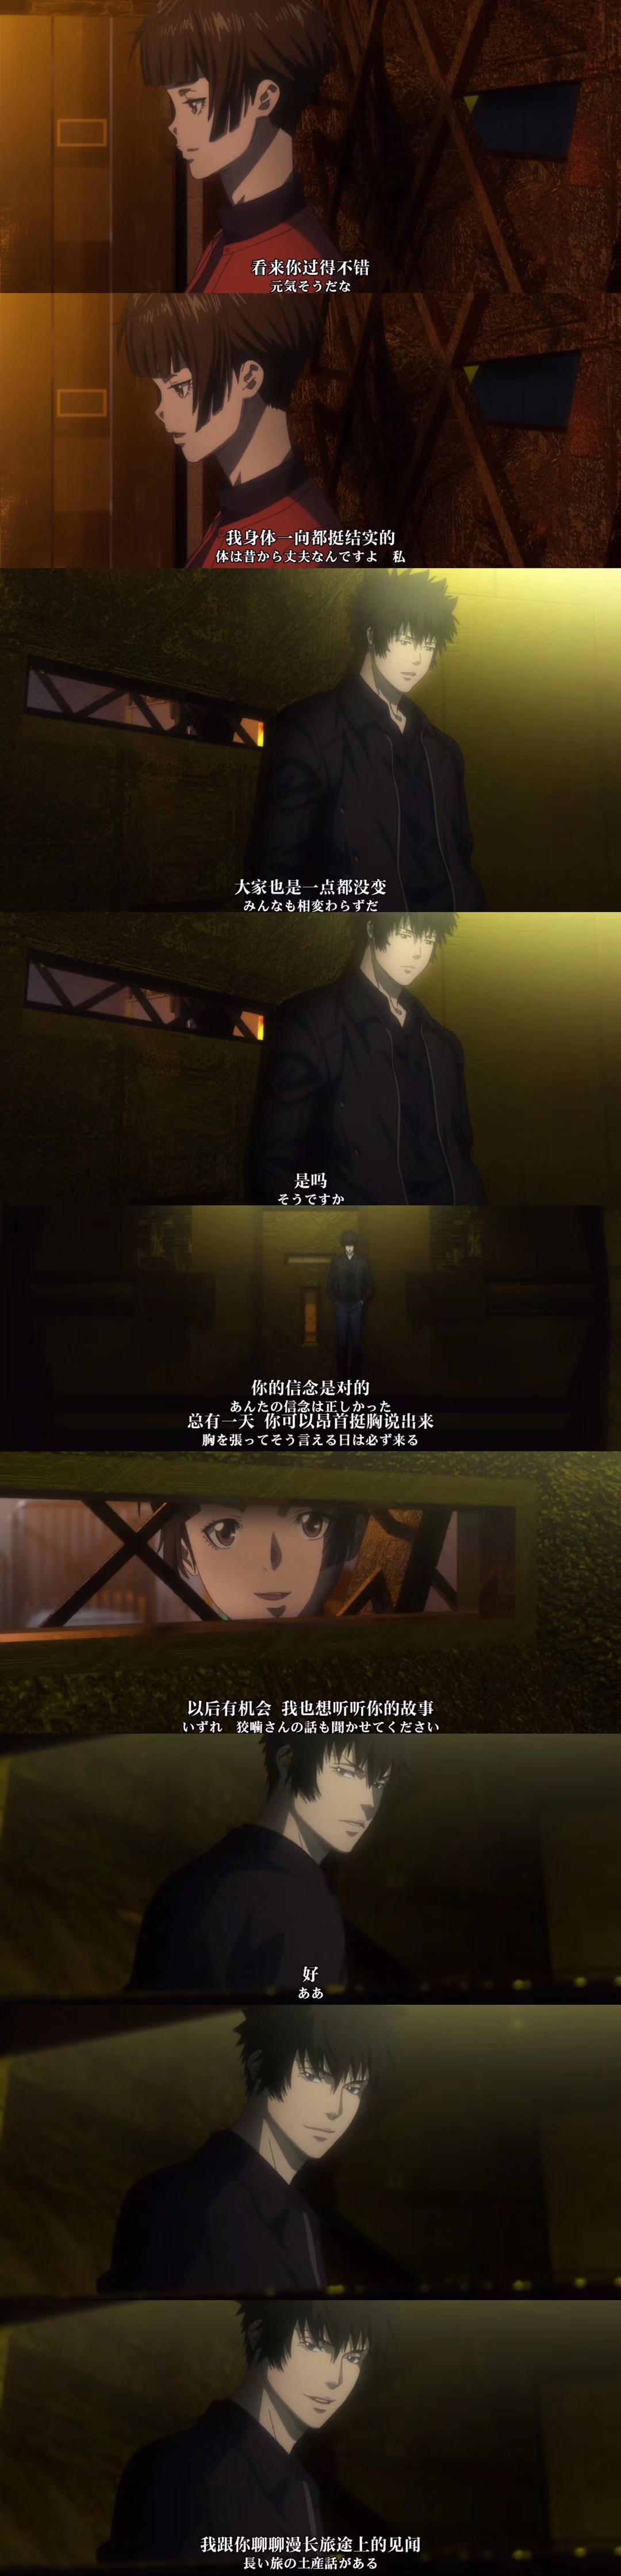 看来你过得不错
元気そうだな
我身体一向都挺结实的
体は昔から丈夫なんですよ　私
大家也是一点都没变
みんなも相変わらずだ
是吗
そうですか
你的信念是对的
あんたの信念は正しかった
总有一天 你可以昂首挺胸说出来
胸を張ってそう言える日は必ず来る
以后有机会 我也想听听你的故事
いずれ　狡噛さんの話も聞かせてください
好
ああ
我跟你聊聊漫长旅途上的见闻
長い旅の土産話がある